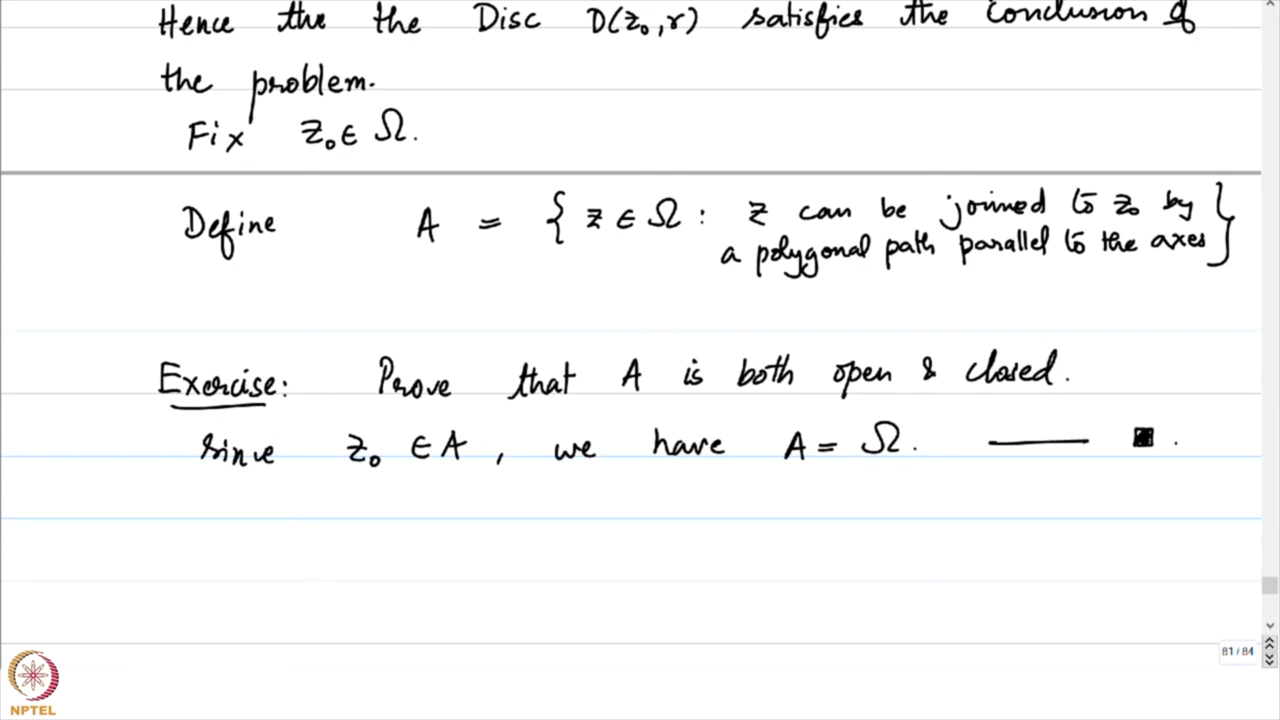 Hence the the Disc D(z₀,r) satisfies the conclusion of
the problem.
Fix z₀ ∈ Ω.
Define A = { z ∈ Ω : z can be joined to z₀ by
a polygonal path parallel to the axes }
Exercise: Prove that A is both open & closed.
since z₀ ∈ A, we have A = Ω. —— ■.
81 / 84
NPTEL